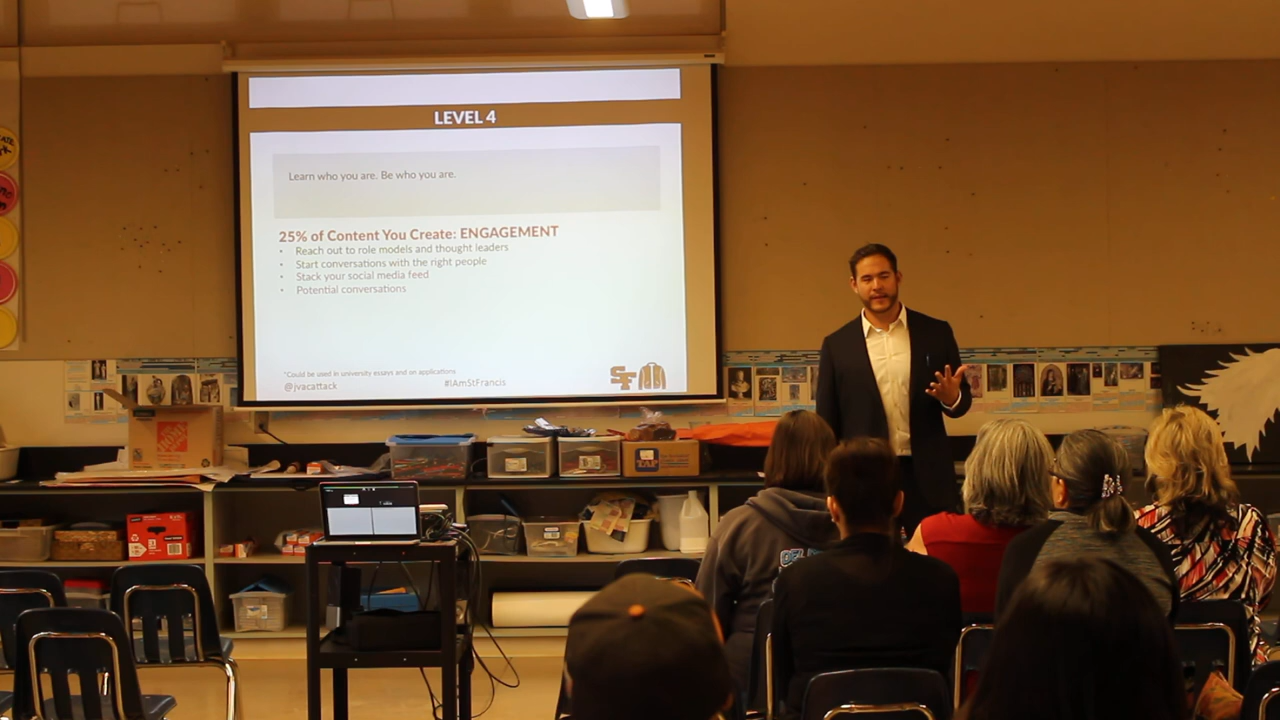 LEVEL 4
Learn who you are. Be who you are.
25% of Content You Create: ENGAGEMENT
• Reach out to role models and thought leaders
• Start conversations with the right people
• Stack your social media feed
• Potential conversations
*Could be used in university essays and on applications
@jvacattack
#IAmStFrancis
SF
TAP